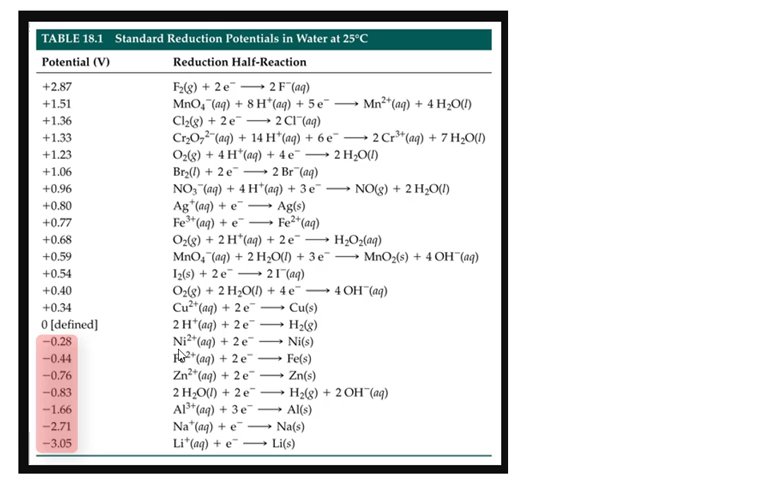 TABLE 18.1 Standard Reduction Potentials in Water at 25°C
Potential (V) Reduction Half-Reaction
+2.87 F₂(g) + 2 e⁻ ⟶ 2 F⁻(aq)
+1.51 MnO₄⁻(aq) + 8 H⁺(aq) + 5 e⁻ ⟶ Mn²⁺(aq) + 4 H₂O(l)
+1.36 Cl₂(g) + 2 e⁻ ⟶ 2 Cl⁻(aq)
+1.33 Cr₂O₇²⁻(aq) + 14 H⁺(aq) + 6 e⁻ ⟶ 2 Cr³⁺(aq) + 7 H₂O(l)
+1.23 O₂(g) + 4 H⁺(aq) + 4 e⁻ ⟶ 2 H₂O(l)
+1.06 Br₂(l) + 2 e⁻ ⟶ 2 Br⁻(aq)
+0.96 NO₃⁻(aq) + 4 H⁺(aq) + 3 e⁻ ⟶ NO(g) + 2 H₂O(l)
+0.80 Ag⁺(aq) + e⁻ ⟶ Ag(s)
+0.77 Fe³⁺(aq) + e⁻ ⟶ Fe²⁺(aq)
+0.68 O₂(g) + 2 H⁺(aq) + 2 e⁻ ⟶ H₂O₂(aq)
+0.59 MnO₄⁻(aq) + 2 H₂O(l) + 3 e⁻ ⟶ MnO₂(s) + 4 OH⁻(aq)
+0.54 I₂(s) + 2 e⁻ ⟶ 2 I⁻(aq)
+0.40 O₂(g) + 2 H₂O(l) + 4 e⁻ ⟶ 4 OH⁻(aq)
+0.34 Cu²⁺(aq) + 2 e⁻ ⟶ Cu(s)
0 [defined] 2 H⁺(aq) + 2 e⁻ ⟶ H₂(g)
−0.28 Ni²⁺(aq) + 2 e⁻ ⟶ Ni(s)
−0.44 Fe²⁺(aq) + 2 e⁻ ⟶ Fe(s)
−0.76 Zn²⁺(aq) + 2 e⁻ ⟶ Zn(s)
−0.83 2 H₂O(l) + 2 e⁻ ⟶ H₂(g) + 2 OH⁻(aq)
−1.66 Al³⁺(aq) + 3 e⁻ ⟶ Al(s)
−2.71 Na⁺(aq) + e⁻ ⟶ Na(s)
−3.05 Li⁺(aq) + e⁻ ⟶ Li(s)